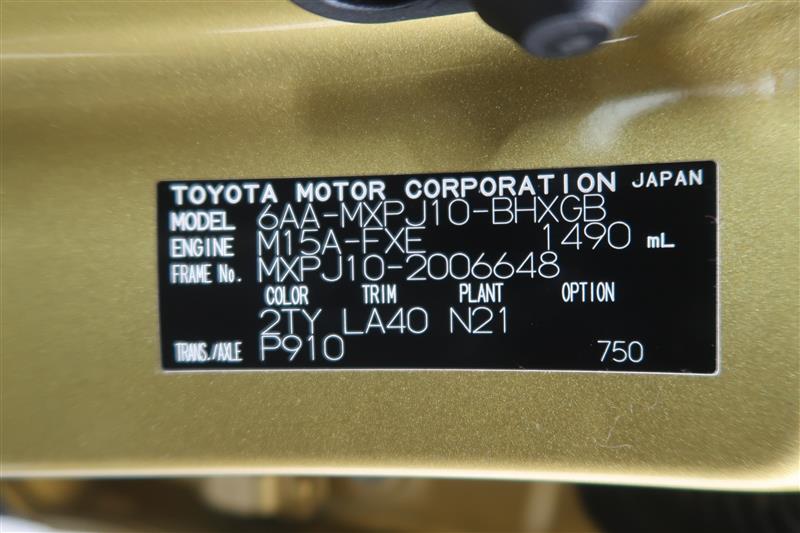 TOYOTA MOTOR CORPORATION JAPAN
MODEL 6AA-MXPJ10-BHXGB
ENGINE M15A-FXE 1490 mL
FRAME No. MXPJ10-2006648
COLOR TRIM PLANT OPTION
2TY LA40 N21
TRANS./AXLE P910 750